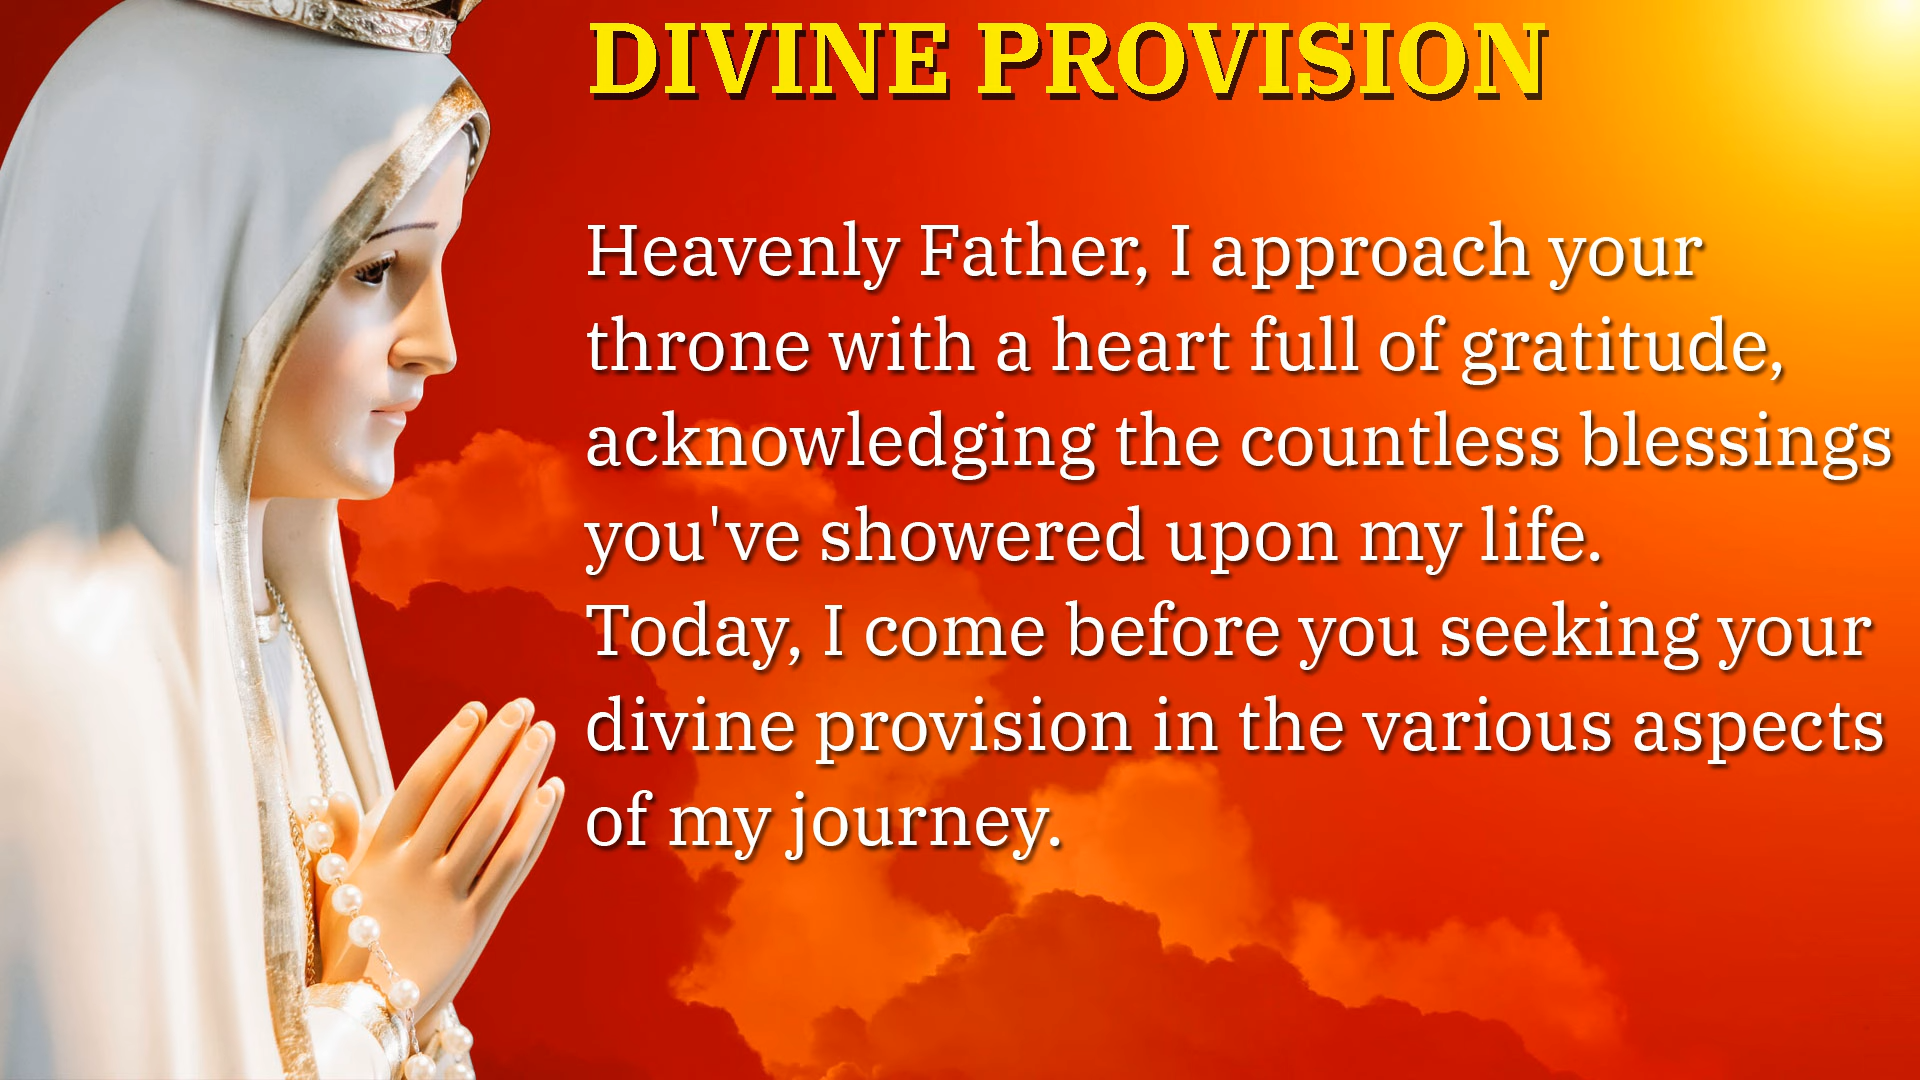 DIVINE PROVISION
Heavenly Father, I approach your
throne with a heart full of gratitude,
acknowledging the countless blessings
you've showered upon my life.
Today, I come before you seeking your
divine provision in the various aspects
of my journey.